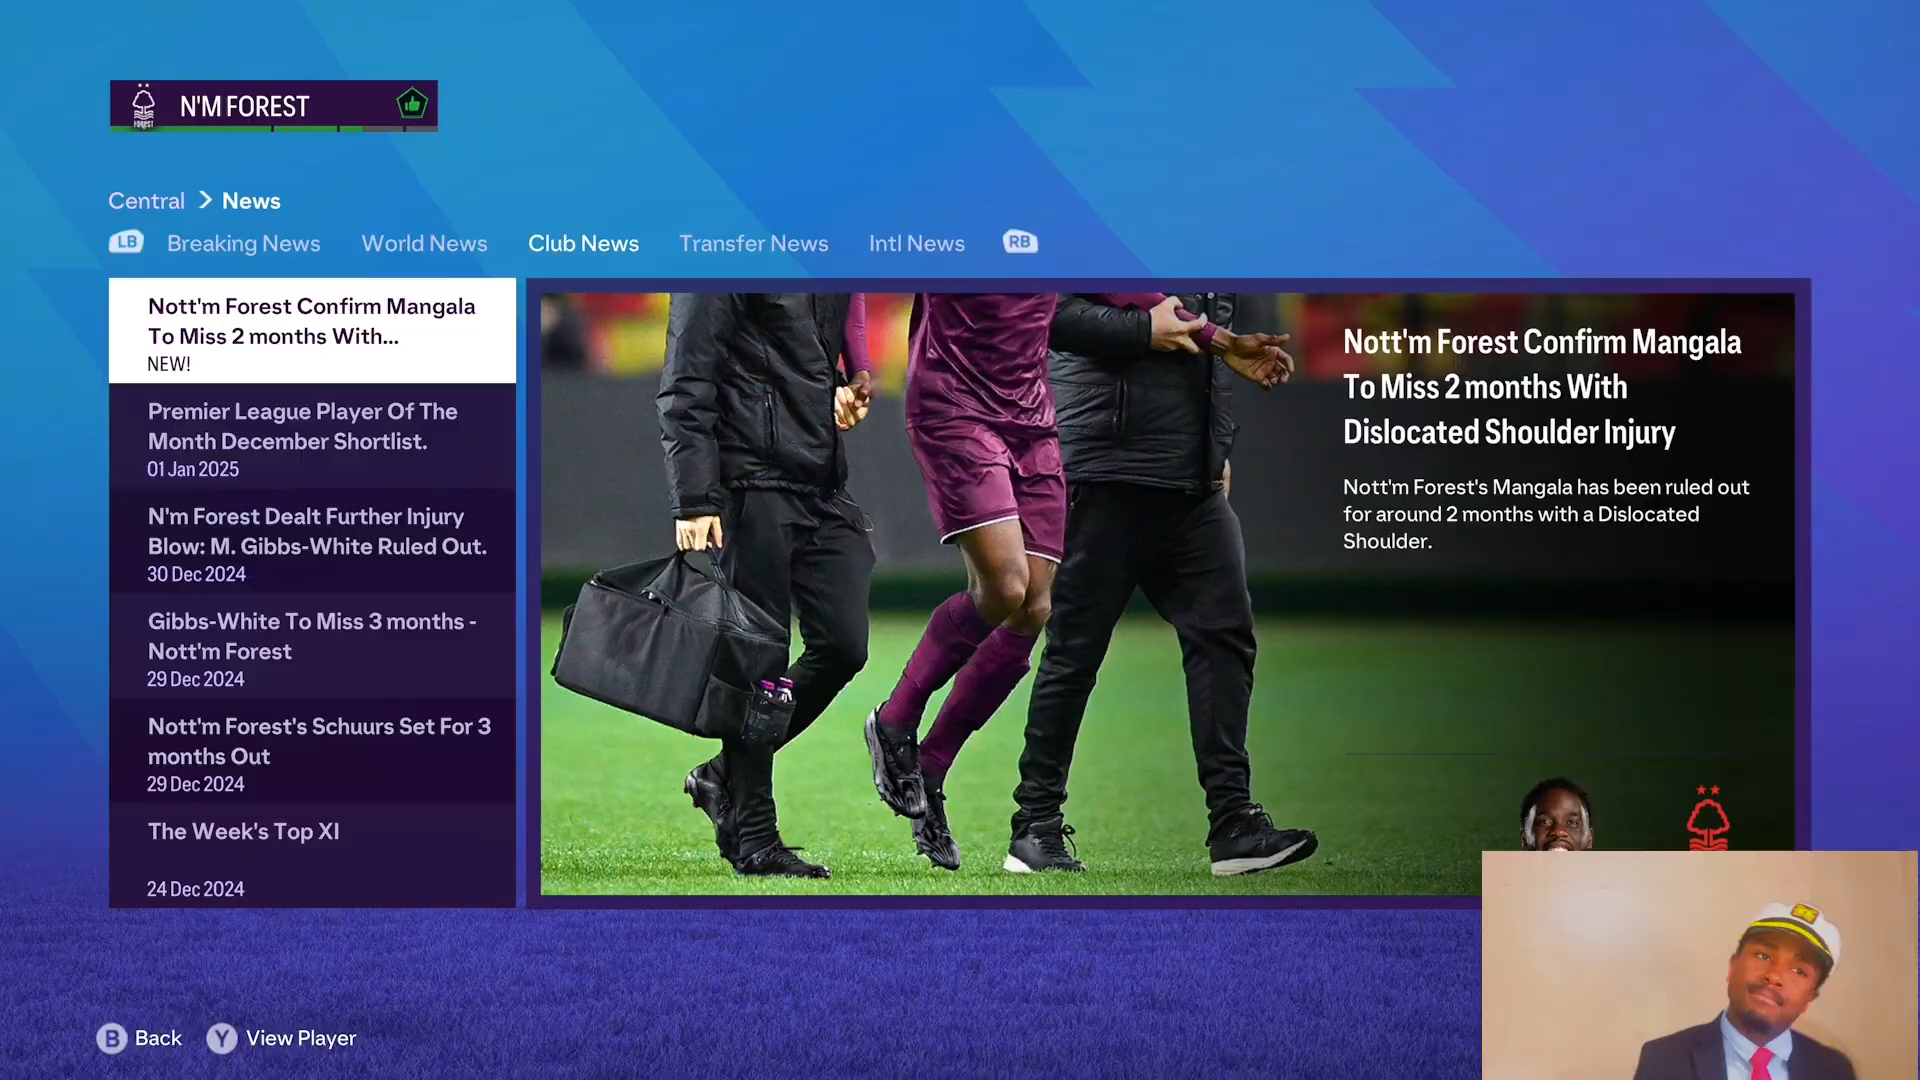 N'M FOREST
FOREST
Central > News
LB Breaking News World News Club News Transfer News Intl News RB
Nott'm Forest Confirm Mangala
To Miss 2 months With...
NEW!
Premier League Player Of The
Month December Shortlist.
01 Jan 2025
N'm Forest Dealt Further Injury
Blow: M. Gibbs-White Ruled Out.
30 Dec 2024
Gibbs-White To Miss 3 months -
Nott'm Forest
29 Dec 2024
Nott'm Forest's Schuurs Set For 3
months Out
29 Dec 2024
The Week's Top XI
24 Dec 2024
Nott'm Forest Confirm Mangala
To Miss 2 months With
Dislocated Shoulder Injury
Nott'm Forest's Mangala has been ruled out
for around 2 months with a Dislocated
Shoulder.
B Back Y View Player